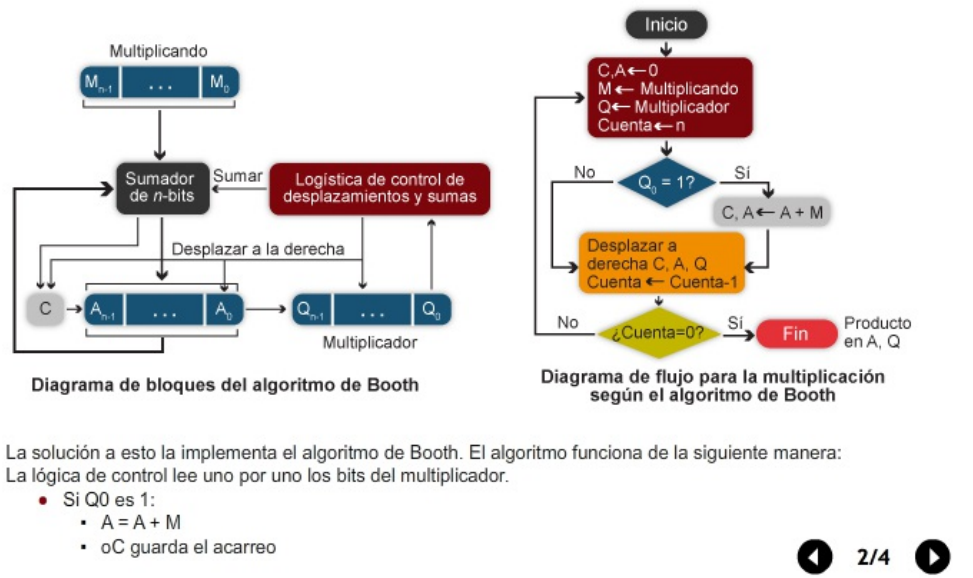 Multiplicando
Mn-1 ... M0
Sumador
de n-bits
Sumar
Logística de control de
desplazamientos y sumas
Desplazar a la derecha
C
An-1 ... A0
Qn-1 ... Q0
Multiplicador
Diagrama de bloques del algoritmo de Booth
Inicio
C,A←0
M ← Multiplicando
Q← Multiplicador
Cuenta←n
No
Q0 = 1?
Sí
C, A← A + M
Desplazar a
derecha C, A, Q
Cuenta ← Cuenta-1
No
¿Cuenta=0?
Sí
Fin
Producto
en A, Q
Diagrama de flujo para la multiplicación
según el algoritmo de Booth
La solución a esto la implementa el algoritmo de Booth. El algoritmo funciona de la siguiente manera:
La lógica de control lee uno por uno los bits del multiplicador.
• Si Q0 es 1:
▪ A = A + M
▪ oC guarda el acarreo
2/4